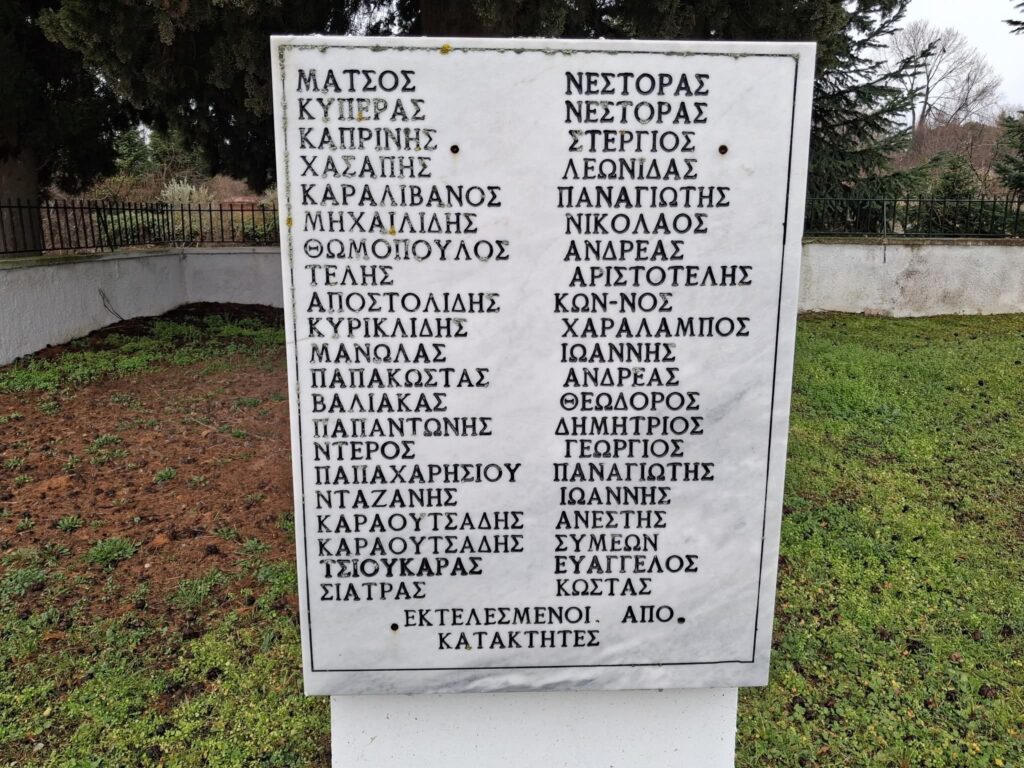 ΜΑΤΣΟΣ ΝΕΣΤΟΡΑΣ
ΚΥΠΕΡΑΣ ΝΕΣΤΟΡΑΣ
ΚΑΠΡΙΝΗΣ ΣΤΕΡΓΙΟΣ
ΧΑΣΑΠΗΣ ΛΕΩΝΙΔΑΣ
ΚΑΡΑΛΙΒΑΝΟΣ ΠΑΝΑΓΙΩΤΗΣ
ΜΗΧΑΙΛΙΔΗΣ ΝΙΚΟΛΑΟΣ
ΘΩΜΟΠΟΥΛΟΣ ΑΝΔΡΕΑΣ
ΤΕΛΗΣ ΑΡΙΣΤΟΤΕΛΗΣ
ΑΠΟΣΤΟΛΙΔΗΣ ΚΩΝ-ΝΟΣ
ΚΥΡΙΚΛΙΔΗΣ ΧΑΡΑΛΑΜΠΟΣ
ΜΑΝΩΛΑΣ ΙΩΑΝΝΗΣ
ΠΑΠΑΚΩΣΤΑΣ ΑΝΔΡΕΑΣ
ΒΑΛΙΑΚΑΣ ΘΕΟΔΩΡΟΣ
ΠΑΠΑΝΤΩΝΗΣ ΔΗΜΗΤΡΙΟΣ
ΝΤΕΡΟΣ ΓΕΩΡΓΙΟΣ
ΠΑΠΑΧΑΡΗΣΙΟΥ ΠΑΝΑΓΙΩΤΗΣ
ΝΤΑΖΑΝΗΣ ΙΩΑΝΝΗΣ
ΚΑΡΑΟΥΤΣΑΔΗΣ ΑΝΕΣΤΗΣ
ΚΑΡΑΟΥΤΣΑΔΗΣ ΣΥΜΕΩΝ
ΤΣΙΟΥΚΑΡΑΣ ΕΥΑΓΓΕΛΟΣ
ΣΙΑΤΡΑΣ ΚΩΣΤΑΣ
ΕΚΤΕΛΕΣΜΕΝΟΙ. ΑΠΟ
ΚΑΤΑΚΤΗΤΕΣ